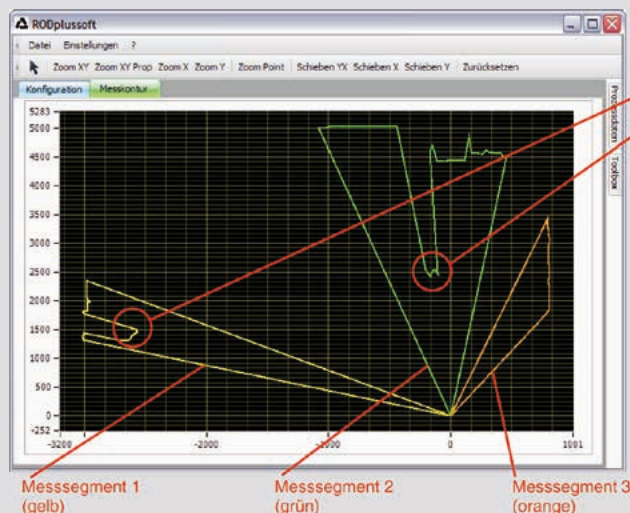 RODplussoft
Datei Einstellungen ?
Zoom XY Zoom XY Prop Zoom X Zoom Y Zoom Point Schieben YX Schieben X Schieben Y Zurücksetzen
Konfiguration Messkontur
Prozessdaten Toolbox
5283
5000
4500
4000
3500
3000
2500
2000
1500
1000
500
0
-252
-3200 -2000 -1000 0 1001
Messsegment 1 Messsegment 2 Messsegment 3
(gelb) (grün) (orange)